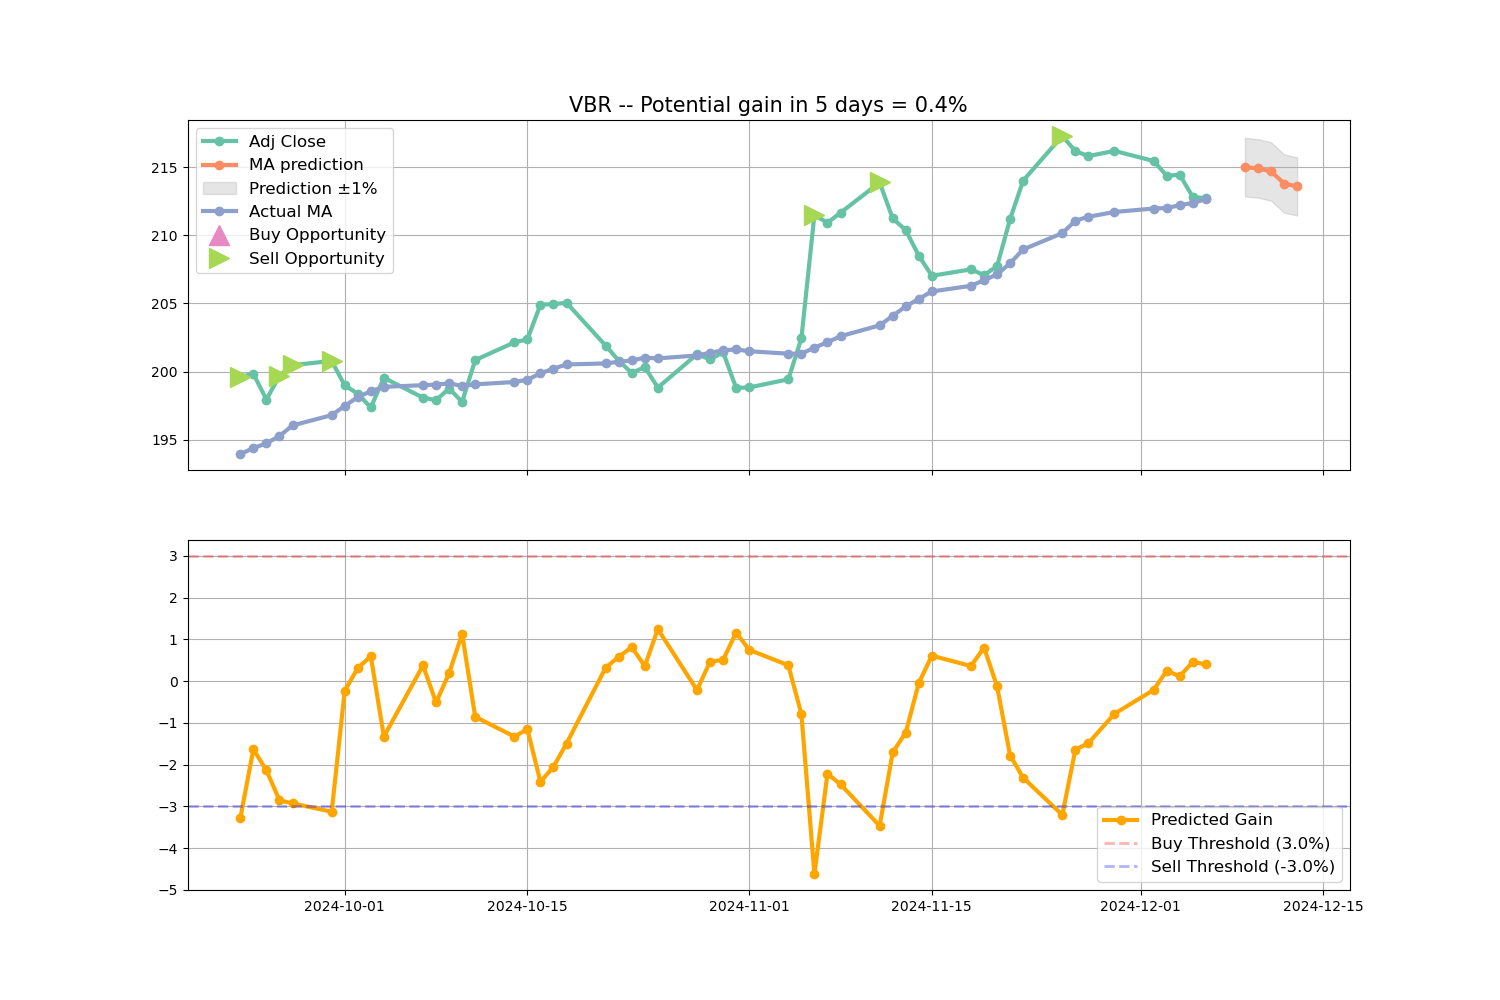 VBR -- Potential gain in 5 days = 0.4%
Adj Close
MA prediction
Prediction ±1%
Actual MA
Buy Opportunity
Sell Opportunity
215
210
205
200
195
3
2
1
0
−1
−2
−3
−4
−5
Predicted Gain
Buy Threshold (3.0%)
Sell Threshold (-3.0%)
2024-10-01
2024-10-15
2024-11-01
2024-11-15
2024-12-01
2024-12-15